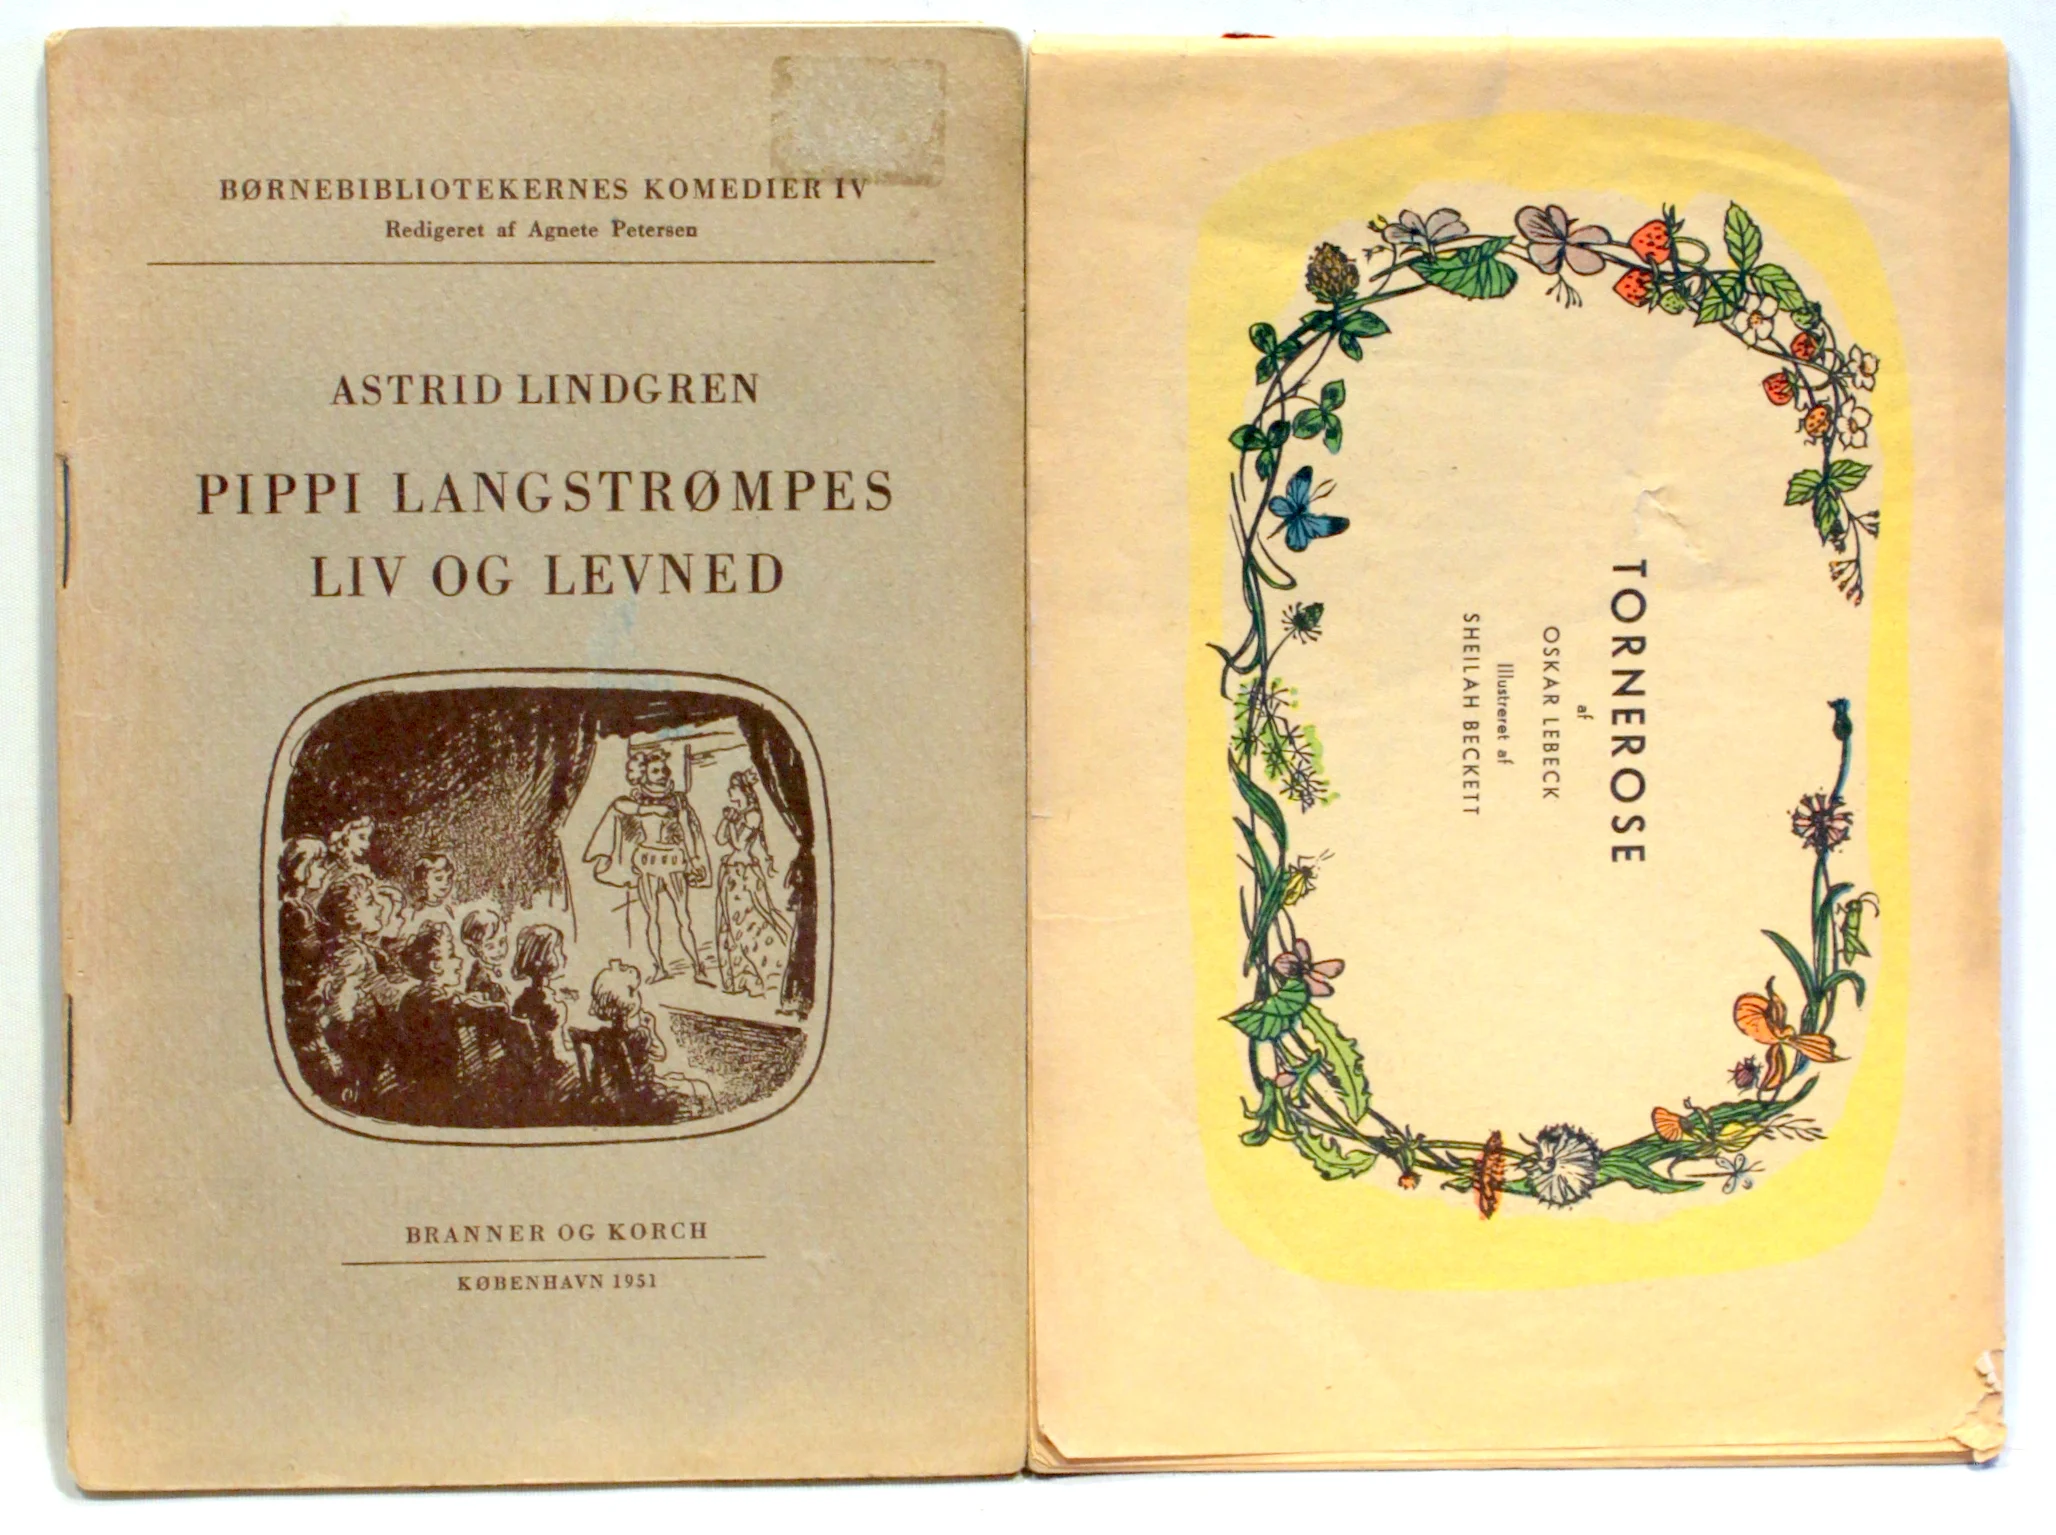 BØRNEBIBLIOTEKERNES KOMEDIER IV
Redigeret af Agnete Petersen
ASTRID LINDGREN
PIPPI LANGSTRØMPES
LIV OG LEVNED
BRANNER OG KORCH
KØBENHAVN 1951
TORNEROSE
af
OSKAR LEBECK
Illustreret af
SHEILAH BECKETT